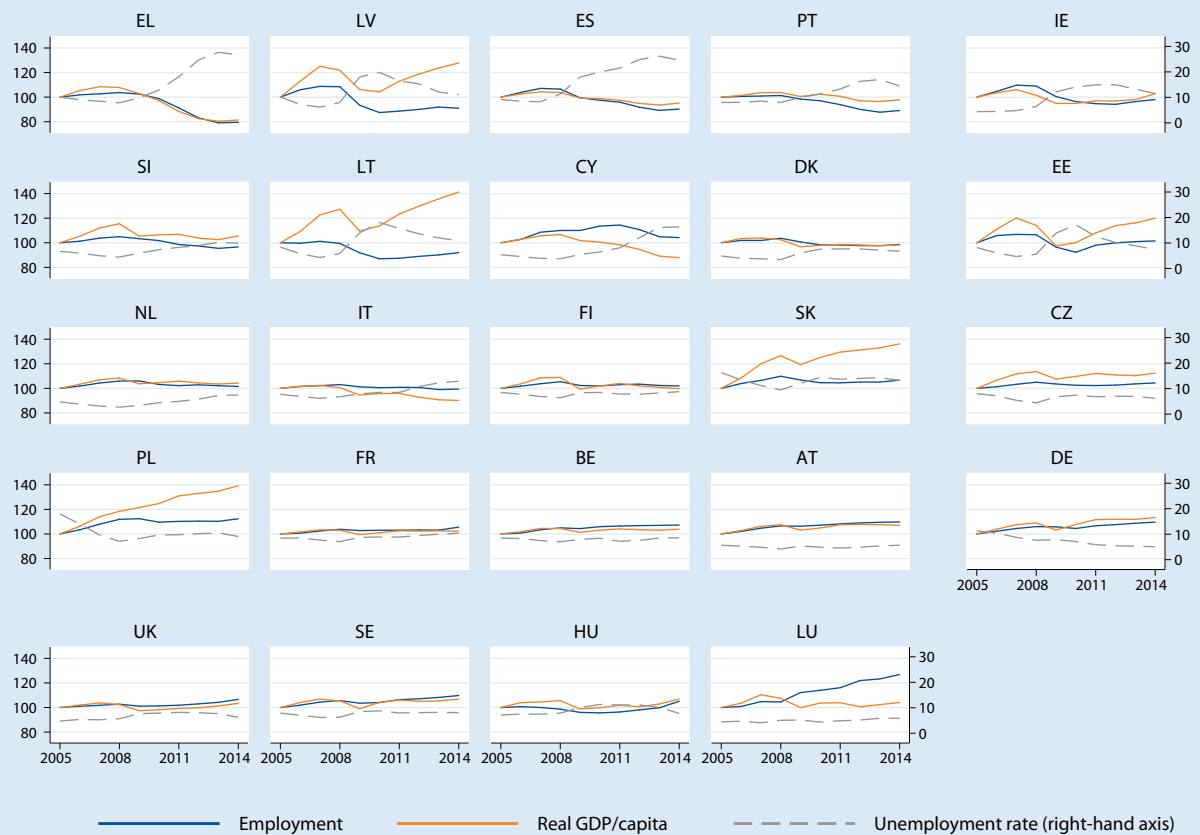 EL LV ES PT IE
140 120 100 80
30 20 10 0
SI LT CY DK EE
140 120 100 80
30 20 10 0
NL IT FI SK CZ
140 120 100 80
30 20 10 0
PL FR BE AT DE
140 120 100 80
30 20 10 0
2005 2008 2011 2014
UK SE HU LU
140 120 100 80
30 20 10 0
2005 2008 2011 2014 2005 2008 2011 2014 2005 2008 2011 2014 2005 2008 2011 2014
Employment Real GDP/capita Unemployment rate (right-hand axis)